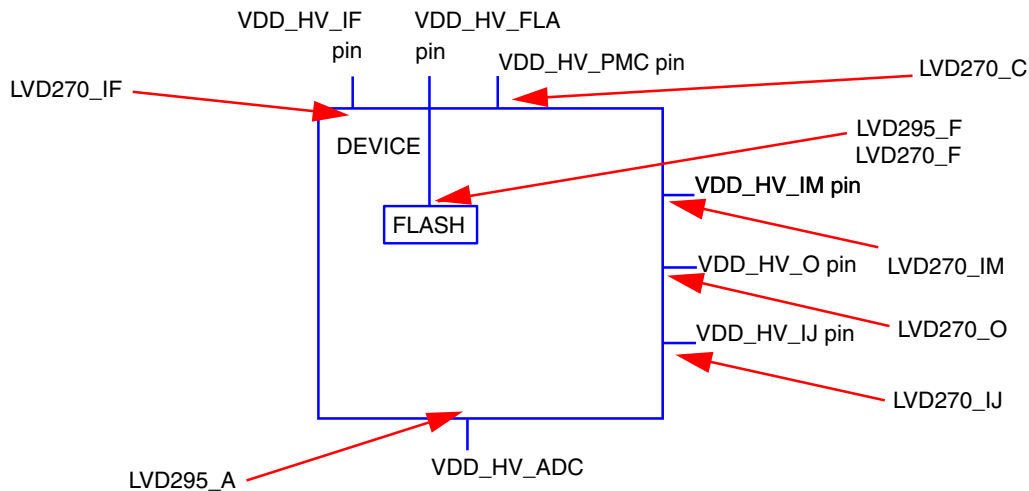 VDD_HV_IF
pin
VDD_HV_FLA
pin
VDD_HV_PMC pin
LVD270_C
LVD270_IF
DEVICE
LVD295_F
LVD270_F
VDD_HV_IM pin
FLASH
VDD_HV_O pin
LVD270_IM
VDD_HV_IJ pin
LVD270_O
LVD270_IJ
VDD_HV_ADC
LVD295_A